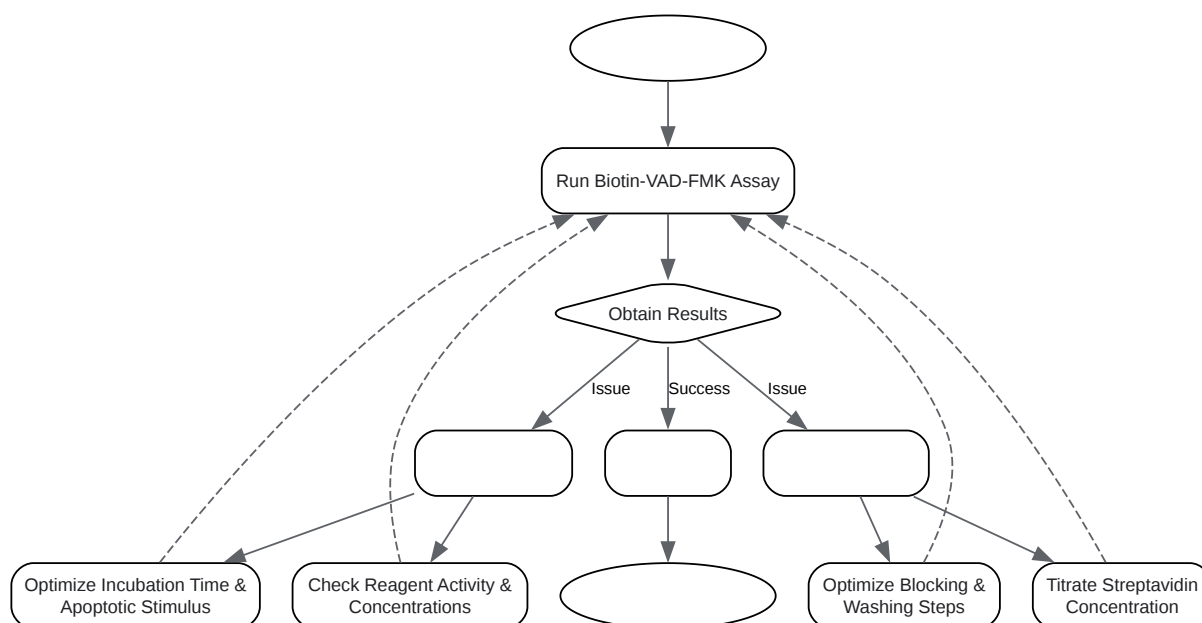 Run Biotin-VAD-FMK Assay
Obtain Results
Issue
Success
Issue
Optimize Incubation Time &
Apoptotic Stimulus
Check Reagent Activity &
Concentrations
Optimize Blocking &
Washing Steps
Titrate Streptavidin
Concentration